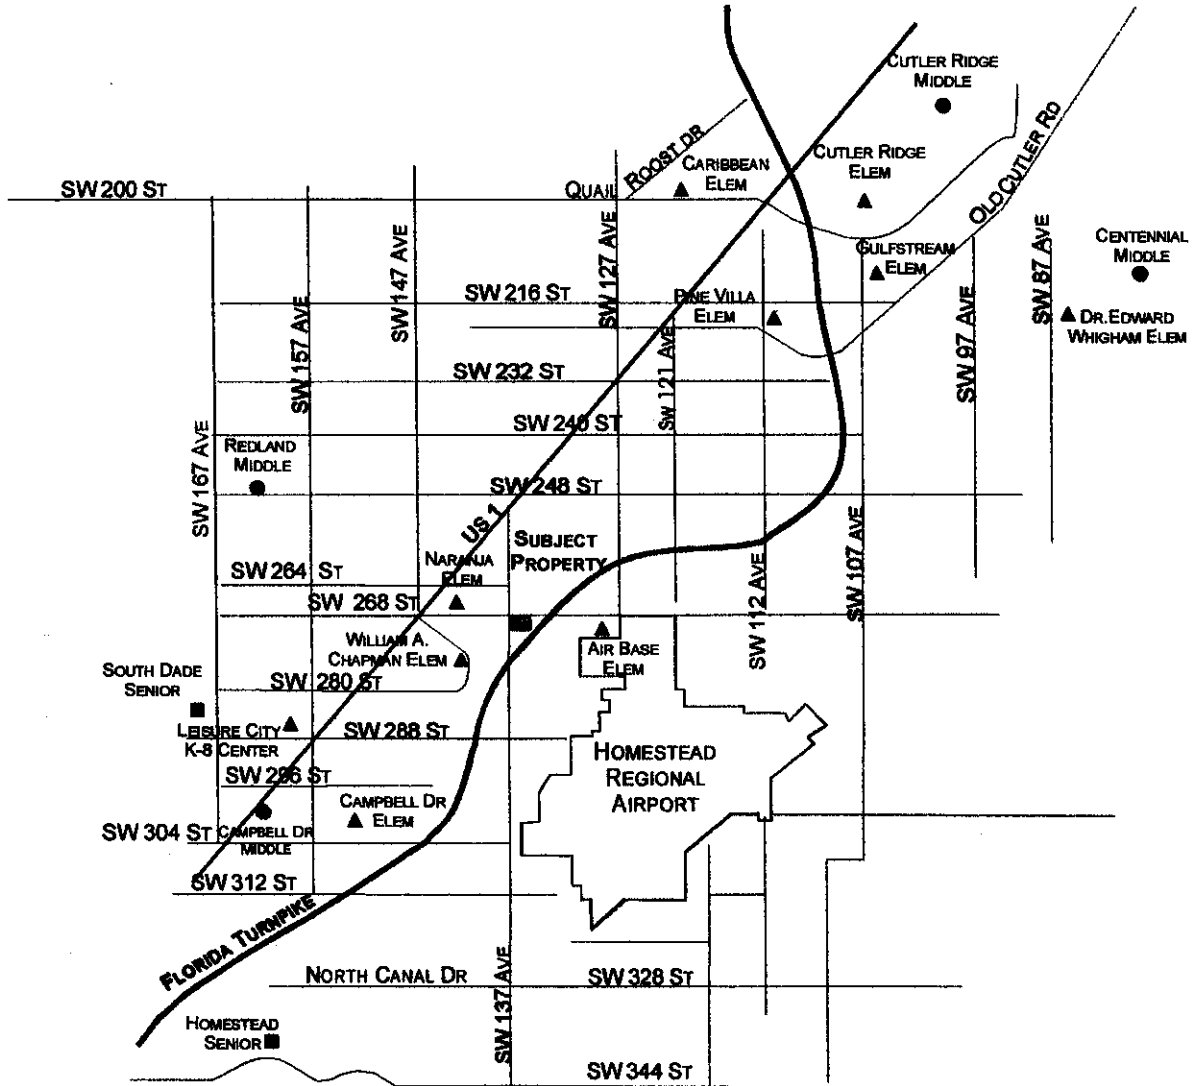 CUTLER RIDGE
MIDDLE
ROOST DR
CARIBBEAN
ELEM
CUTLER RIDGE
ELEM
OLD CUTLER RD
SW 200 ST
QUAIL
SW 147 AVE
SW 127 AVE
SW 87 AVE
CENTENNIAL
MIDDLE
GULFSTREAM
ELEM
SW 216 ST
PINE VILLA
ELEM
SW 157 AVE
SW 121 AVE
SW 97 AVE
DR. EDWARD
WHIGHAM ELEM
SW 232 ST
SW 240 ST
SW 167 AVE
REDLAND
MIDDLE
SW 248 ST
US 1
SUBJECT
PROPERTY
SW 107 AVE
NARANJA
ELEM
SW 264 ST
SW 112 AVE
SW 268 ST
WILLIAM A.
CHAPMAN ELEM
AIR BASE
ELEM
SOUTH DADE
SENIOR
SW 280 ST
LEISURE CITY
K-8 CENTER
SW 288 ST
HOMESTEAD
REGIONAL
AIRPORT
SW 296 ST
CAMPBELL DR
ELEM
SW 304 ST
CAMPBELL DR
MIDDLE
SW 312 ST
FLORIDA TURNPIKE
NORTH CANAL DR
SW 328 ST
SW 137 AVE
HOMESTEAD
SENIOR
SW 344 ST